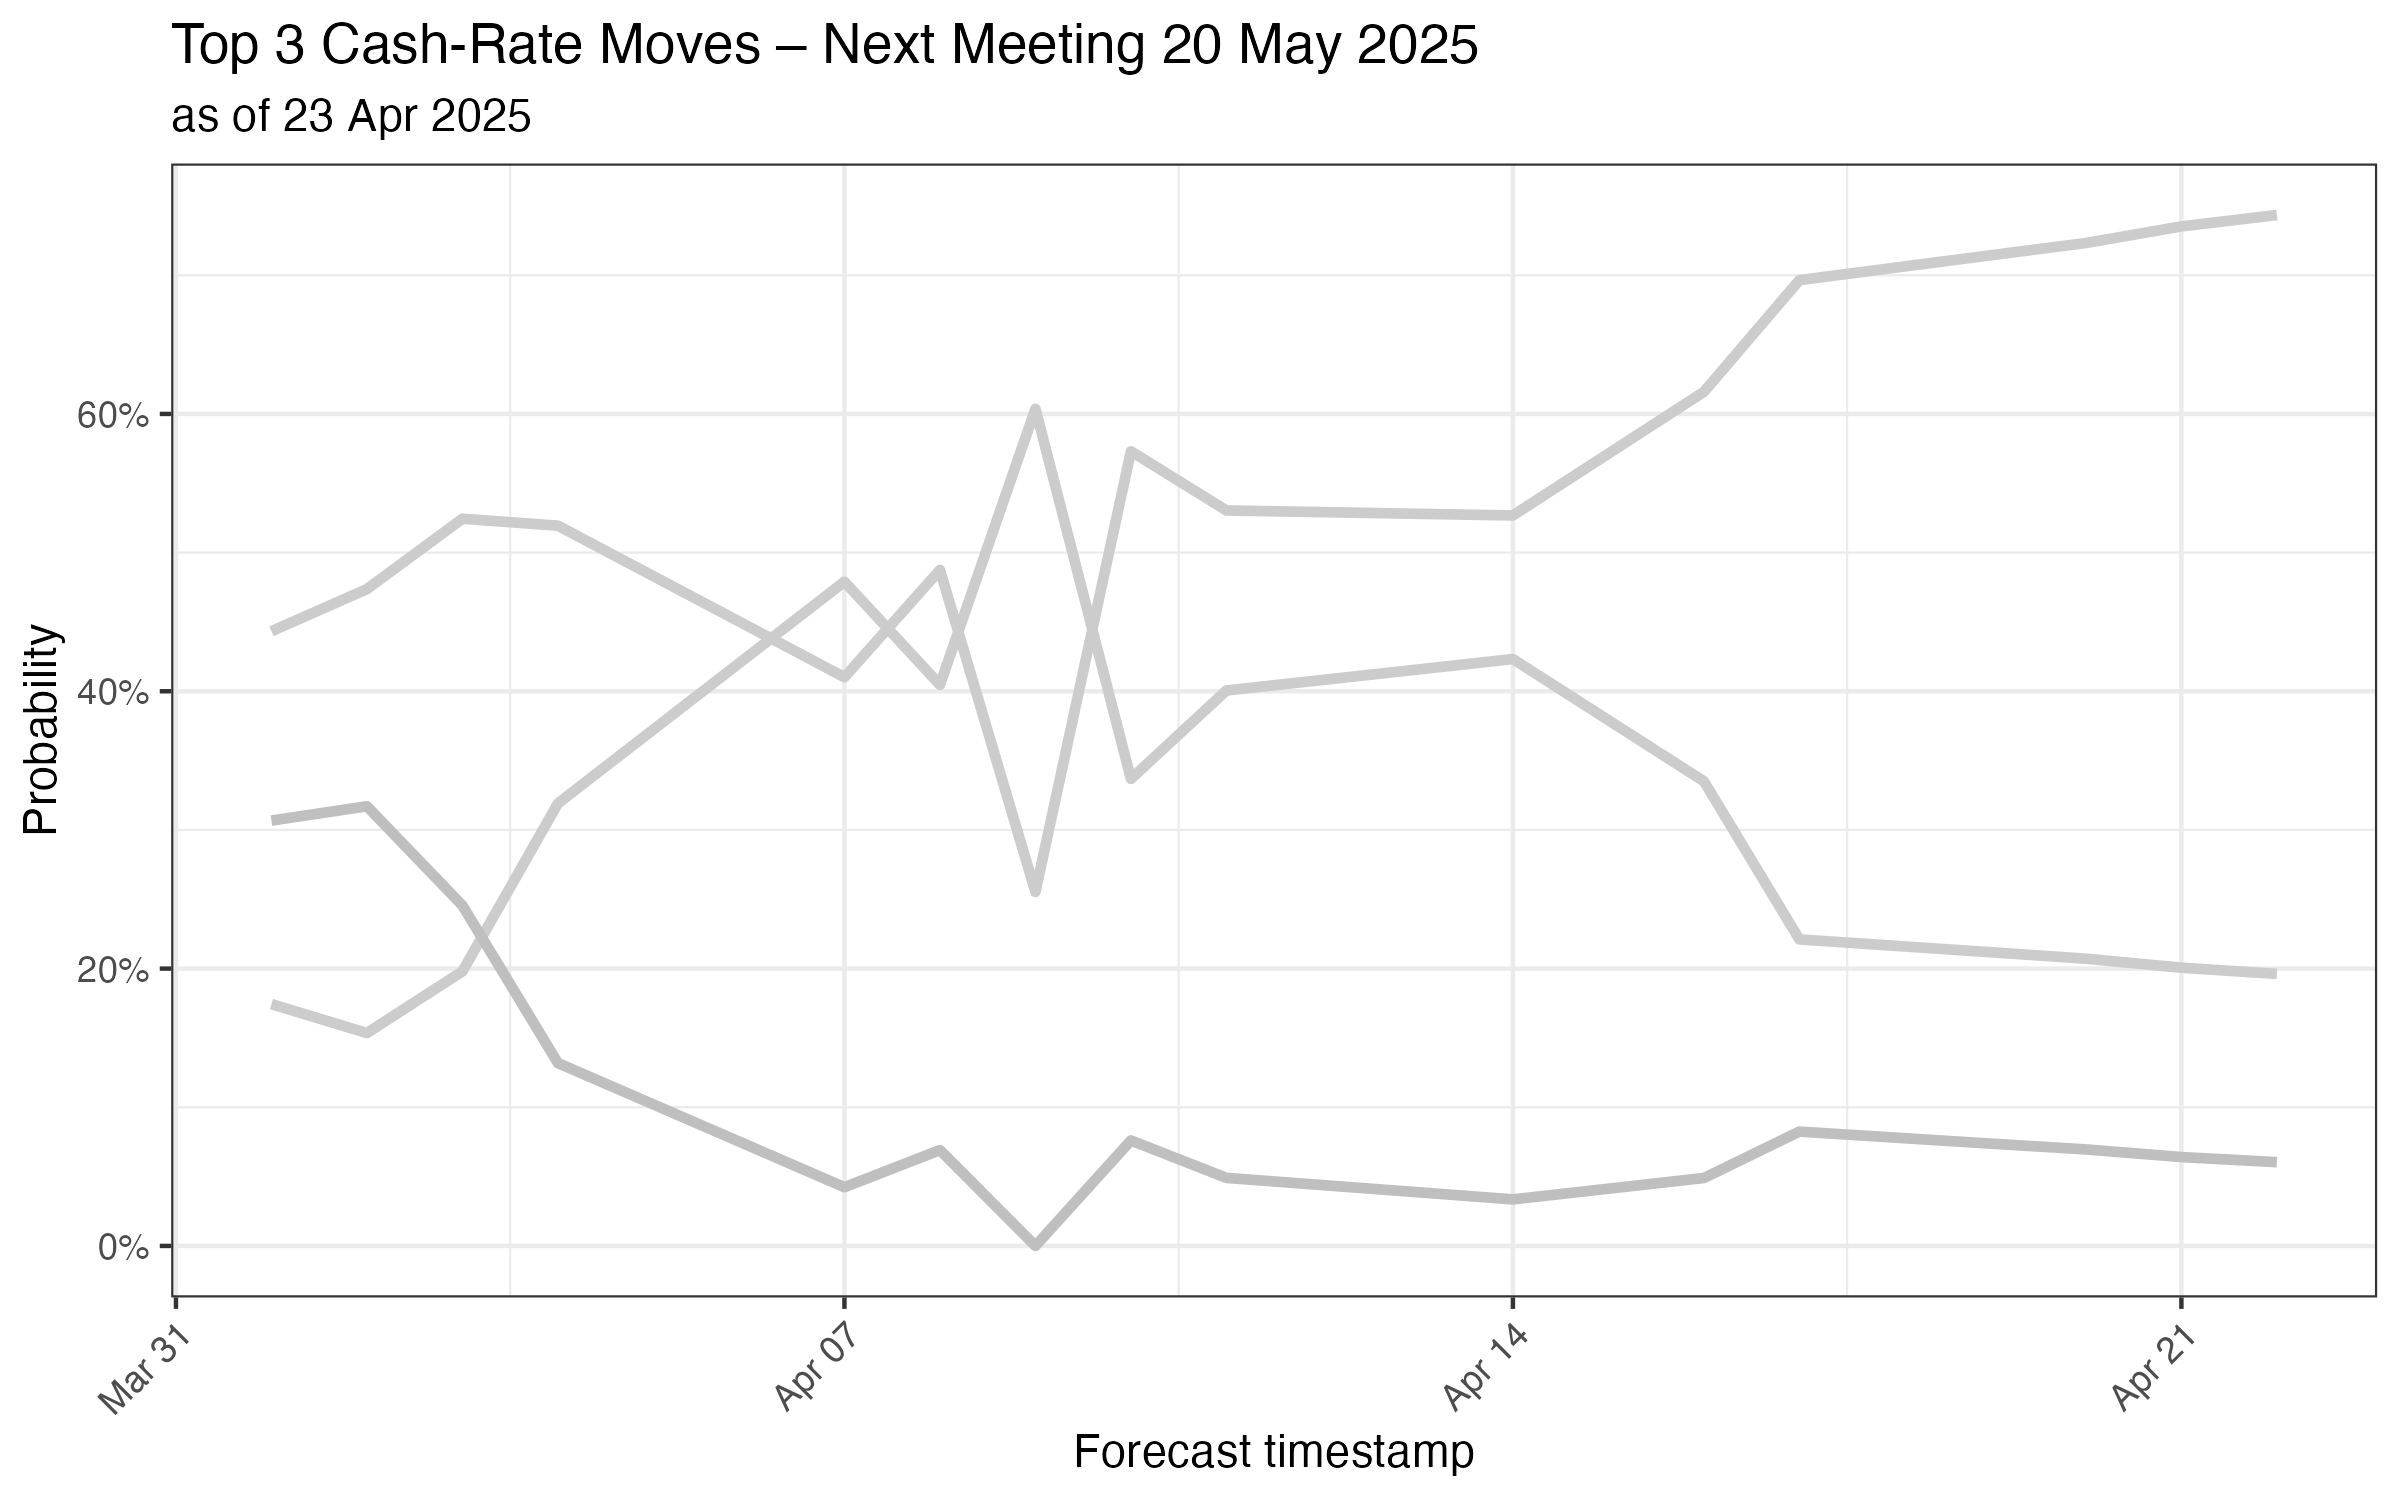 Top 3 Cash-Rate Moves – Next Meeting 20 May 2025
as of 23 Apr 2025
Probability
60%
40%
20%
0%
Mar 31
Apr 07
Apr 14
Apr 21
Forecast timestamp